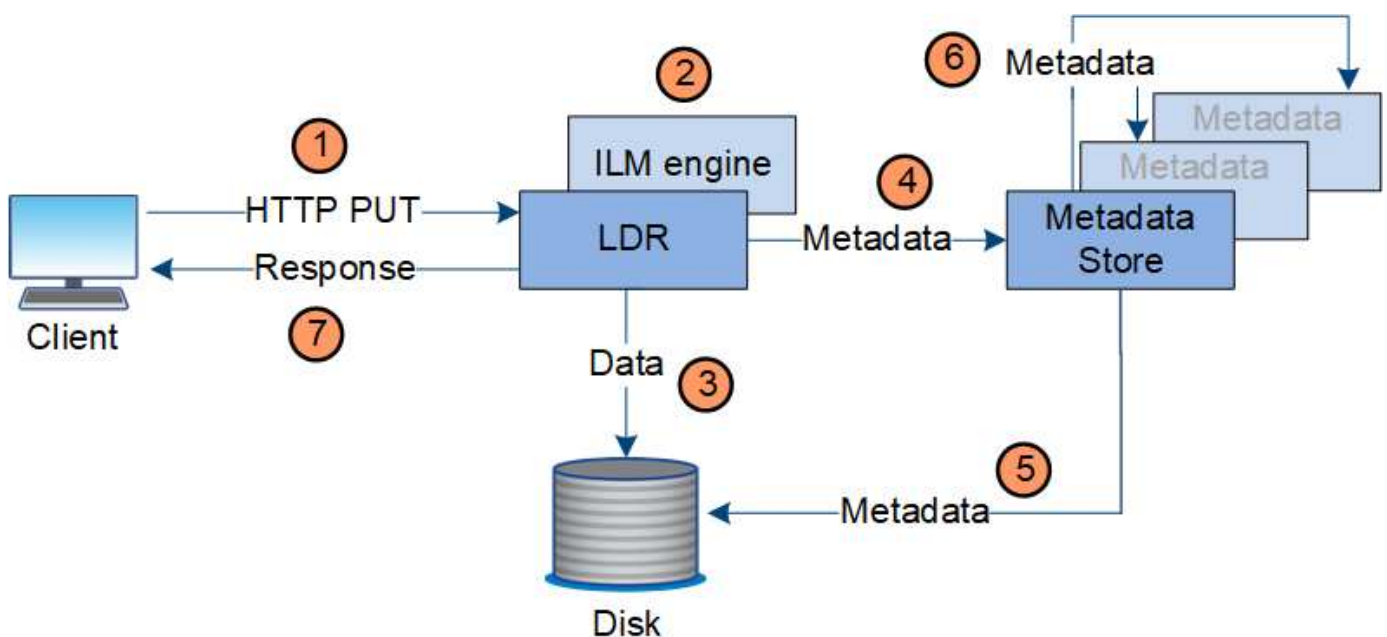 6
Metadata
2
Metadata
1
ILM engine
4
Metadata
HTTP PUT
LDR
Metadata
Metadata
Store
Response
Client
7
Data
3
5
Metadata
Disk